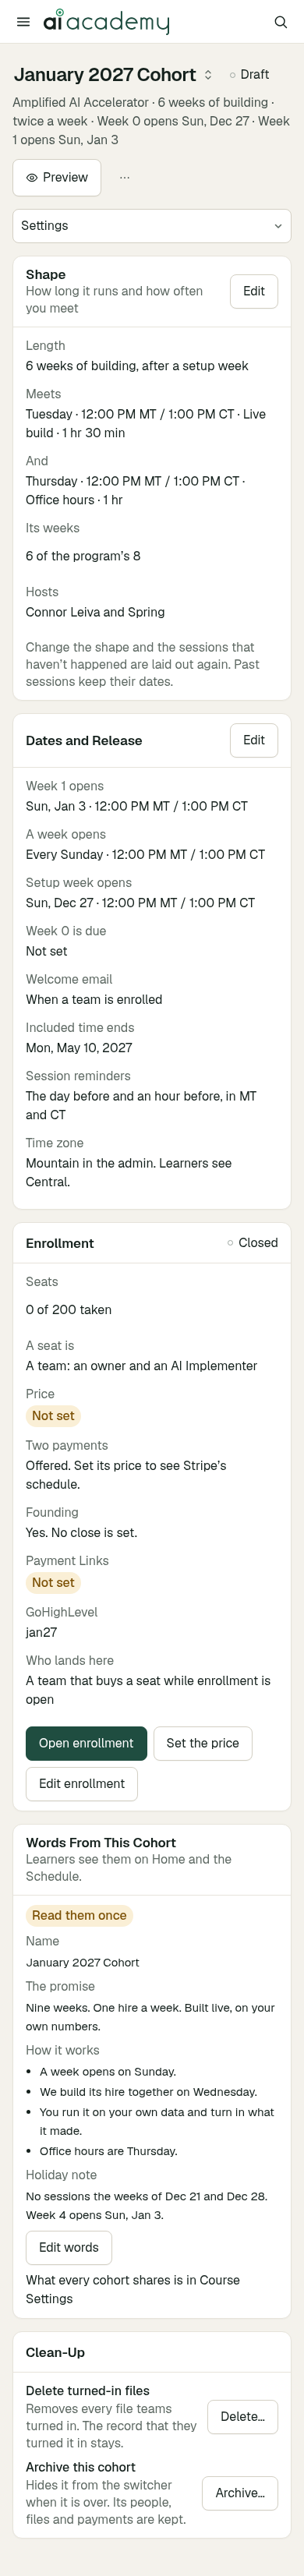 ai academy
January 2027 Cohort
Draft
Amplified AI Accelerator · 6 weeks of building ·
twice a week · Week 0 opens Sun, Dec 27 · Week
1 opens Sun, Jan 3
Preview
...
Settings
Shape
How long it runs and how often
you meet
Edit
Length
6 weeks of building, after a setup week
Meets
Tuesday · 12:00 PM MT / 1:00 PM CT · Live
build · 1 hr 30 min
And
Thursday · 12:00 PM MT / 1:00 PM CT ·
Office hours · 1 hr
Its weeks
6 of the program’s 8
Hosts
Connor Leiva and Spring
Change the shape and the sessions that
haven’t happened are laid out again. Past
sessions keep their dates.
Dates and Release
Edit
Week 1 opens
Sun, Jan 3 · 12:00 PM MT / 1:00 PM CT
A week opens
Every Sunday · 12:00 PM MT / 1:00 PM CT
Setup week opens
Sun, Dec 27 · 12:00 PM MT / 1:00 PM CT
Week 0 is due
Not set
Welcome email
When a team is enrolled
Included time ends
Mon, May 10, 2027
Session reminders
The day before and an hour before, in MT
and CT
Time zone
Mountain in the admin. Learners see
Central.
Enrollment
Closed
Seats
0 of 200 taken
A seat is
A team: an owner and an AI Implementer
Price
Not set
Two payments
Offered. Set its price to see Stripe’s
schedule.
Founding
Yes. No close is set.
Payment Links
Not set
GoHighLevel
jan27
Who lands here
A team that buys a seat while enrollment is
open
Open enrollment
Set the price
Edit enrollment
Words From This Cohort
Learners see them on Home and the
Schedule.
Read them once
Name
January 2027 Cohort
The promise
Nine weeks. One hire a week. Built live, on your
own numbers.
How it works
• A week opens on Sunday.
• We build its hire together on Wednesday.
• You run it on your own data and turn in what
it made.
• Office hours are Thursday.
Holiday note
No sessions the weeks of Dec 21 and Dec 28.
Week 4 opens Sun, Jan 3.
Edit words
What every cohort shares is in Course
Settings
Clean-Up
Delete turned-in files
Removes every file teams
turned in. The record that they
turned it in stays.
Delete...
Archive this cohort
Hides it from the switcher
when it is over. Its people,
files and payments are kept.
Archive...